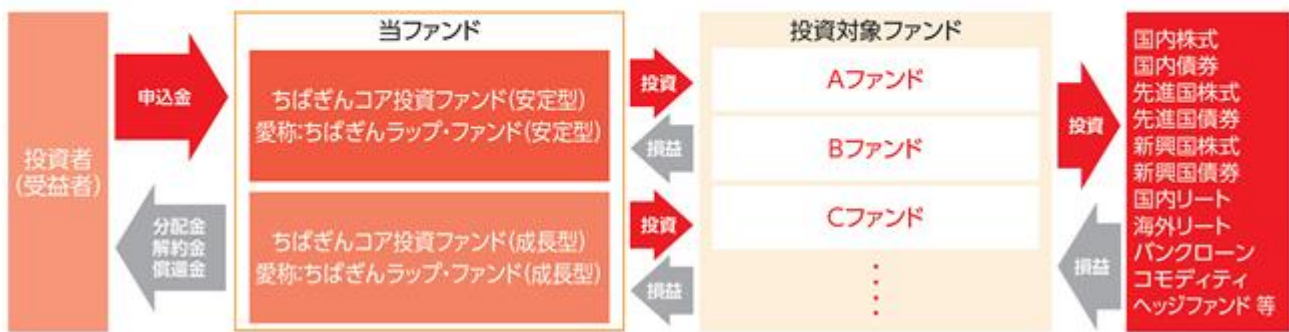 投資者
(受益者)
申込金
分配金
解約金
償還金
当ファンド
ちばぎんコア投資ファンド(安定型)
愛称:ちばぎんラップ・ファンド(安定型)
ちばぎんコア投資ファンド(成長型)
愛称:ちばぎんラップ・ファンド(成長型)
投資
損益
投資
損益
投資対象ファンド
Aファンド
Bファンド
Cファンド
投資
損益
国内株式
国内債券
先進国株式
先進国債券
新興国株式
新興国債券
国内リート
海外リート
バンクローン
コモディティ
ヘッジファンド 等